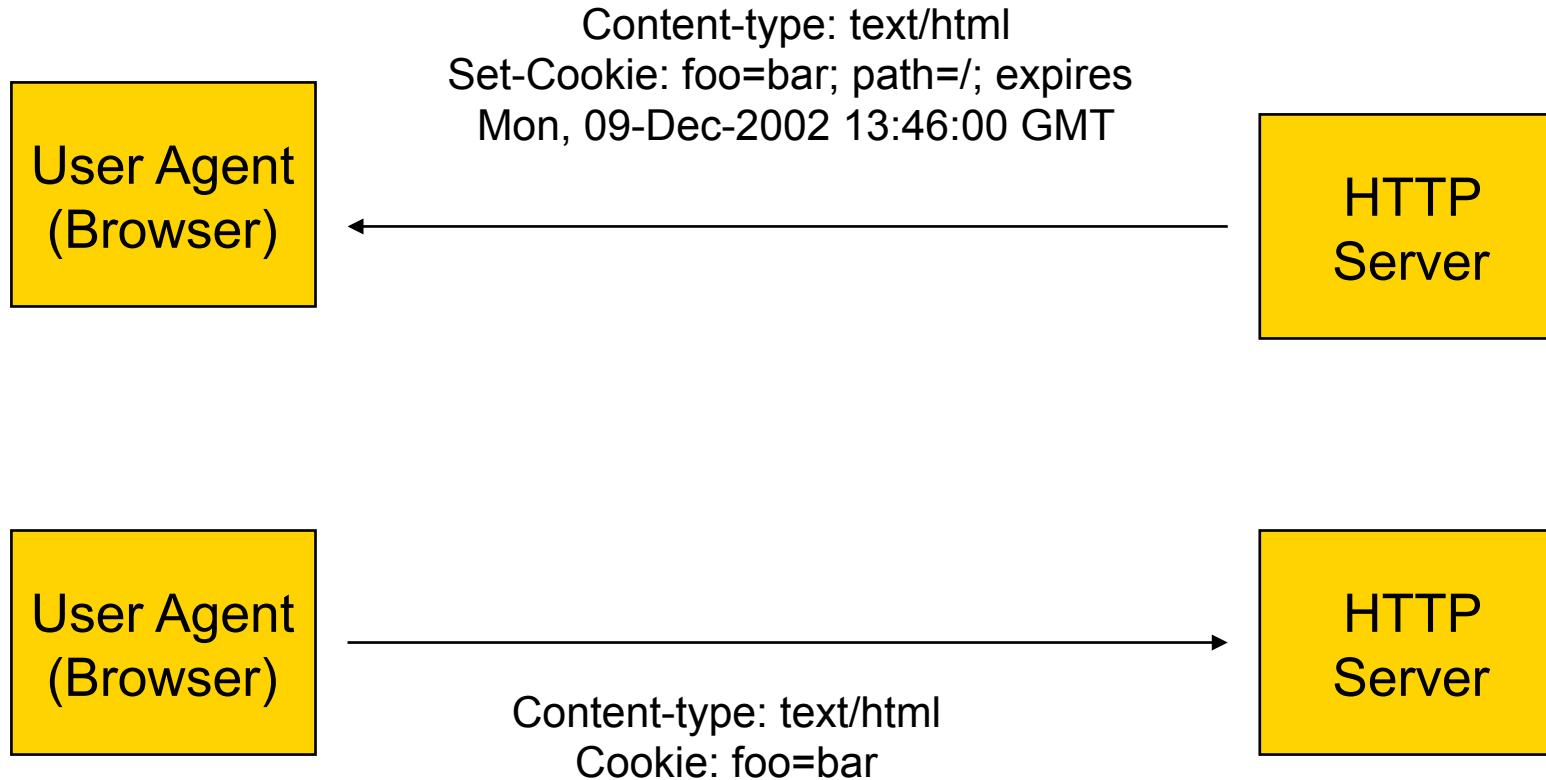 Content-type: text/html
Set-Cookie: foo=bar; path=/; expires
Mon, 09-Dec-2002 13:46:00 GMT
User Agent
(Browser)
HTTP
Server
User Agent
(Browser)
HTTP
Server
Content-type: text/html
Cookie: foo=bar